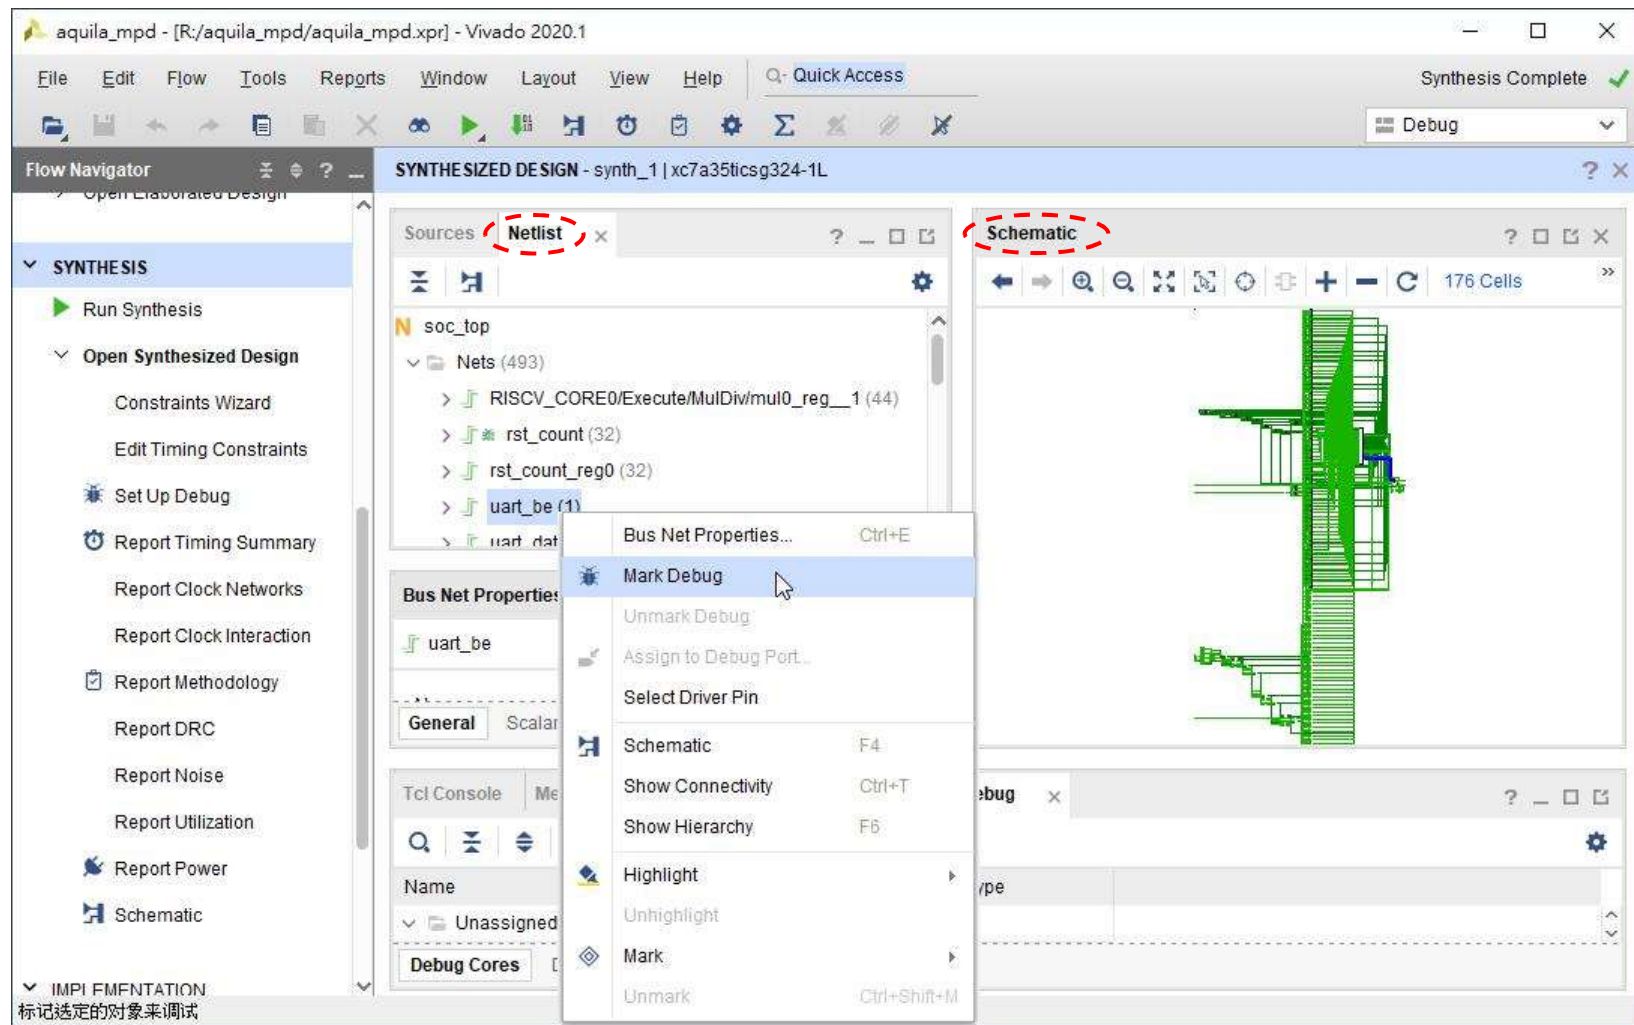 aquila_mpd - [R:/aquila_mpd/aquila_mpd.xpr] - Vivado 2020.1
File Edit Flow Tools Reports Window Layout View Help Quick Access Synthesis Complete
Debug
Flow Navigator
SYNTHESIZED DESIGN - synth_1 | xc7a35ticsg324-1L
Open Elaborated Design
SYNTHESIS
Run Synthesis
Open Synthesized Design
Constraints Wizard
Edit Timing Constraints
Set Up Debug
Report Timing Summary
Report Clock Networks
Report Clock Interaction
Report Methodology
Report DRC
Report Noise
Report Utilization
Report Power
Schematic
IMPLEMENTATION
Sources Netlist
soc_top
Nets (493)
RISCV_CORE0/Execute/MulDiv/mul0_reg__1 (44)
rst_count (32)
rst_count_reg0 (32)
uart_be (1)
uart_dat
Bus Net Properties
uart_be
General Scalar
Bus Net Properties... Ctrl+E
Mark Debug
Unmark Debug
Assign to Debug Port...
Select Driver Pin
Schematic F4
Show Connectivity Ctrl+T
Show Hierarchy F6
Highlight
Unhighlight
Mark
Unmark Ctrl+Shift+M
Schematic
176 Cells
Tcl Console Me ebug
Name ype
Unassigned
Debug Cores
标记选定的对象来调试